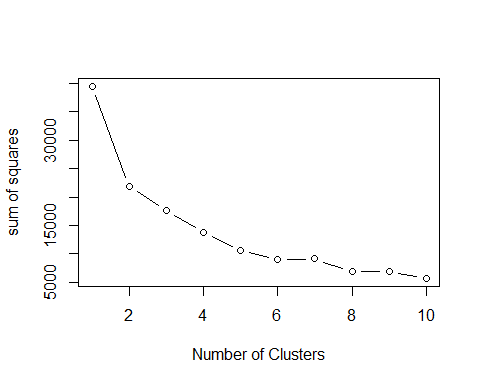 sum of squares
30000
15000
5000
2 4 6 8 10
Number of Clusters